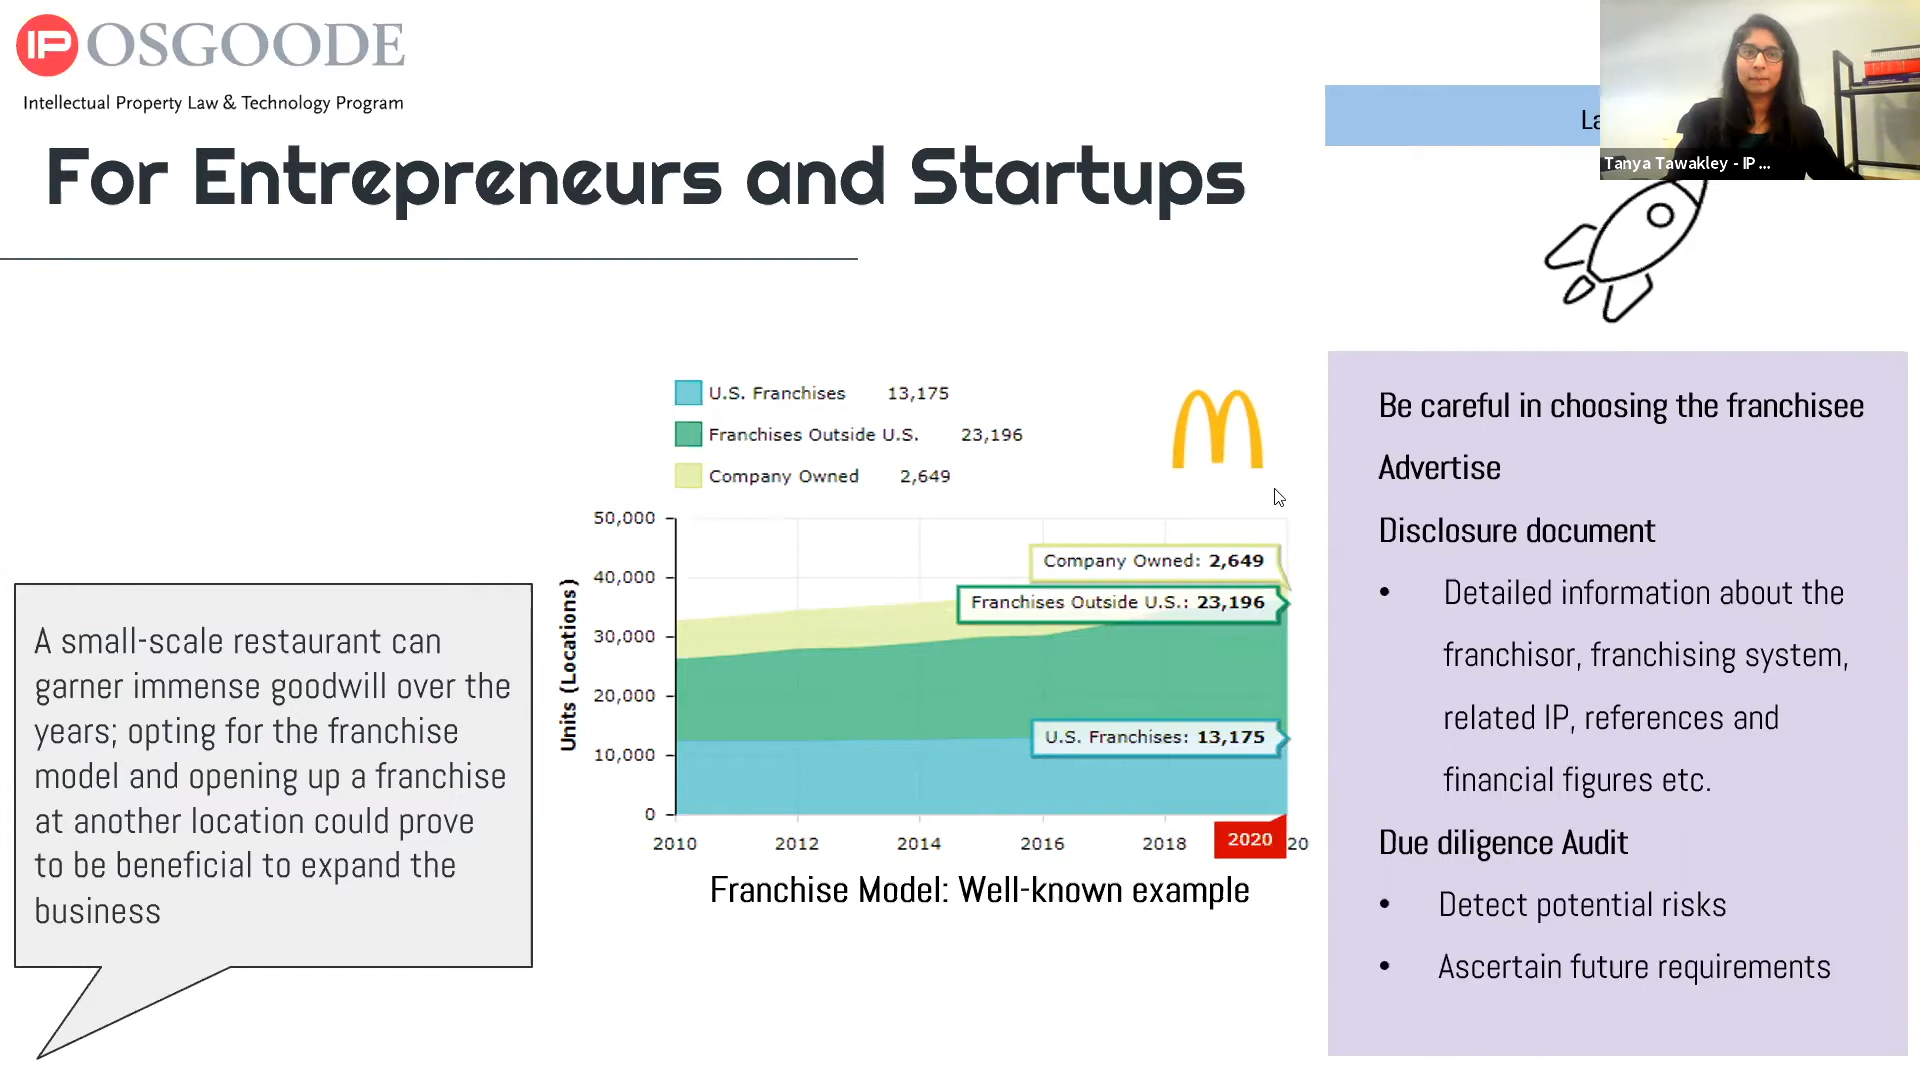 IP OSGOODE
Intellectual Property Law & Technology Program
For Entrepreneurs and Startups
Tanya Tawakley - IP ...
A small-scale restaurant can
garner immense goodwill over the
years; opting for the franchise
model and opening up a franchise
at another location could prove
to be beneficial to expand the
business
U.S. Franchises 13,175
Franchises Outside U.S. 23,196
Company Owned 2,649
50,000
40,000
30,000
20,000
10,000
0
Units (Locations)
Company Owned: 2,649
Franchises Outside U.S.: 23,196
U.S. Franchises: 13,175
2010 2012 2014 2016 2018 2020 20
Franchise Model: Well-known example
Be careful in choosing the franchisee
Advertise
Disclosure document
• Detailed information about the
franchisor, franchising system,
related IP, references and
financial figures etc.
Due diligence Audit
• Detect potential risks
• Ascertain future requirements